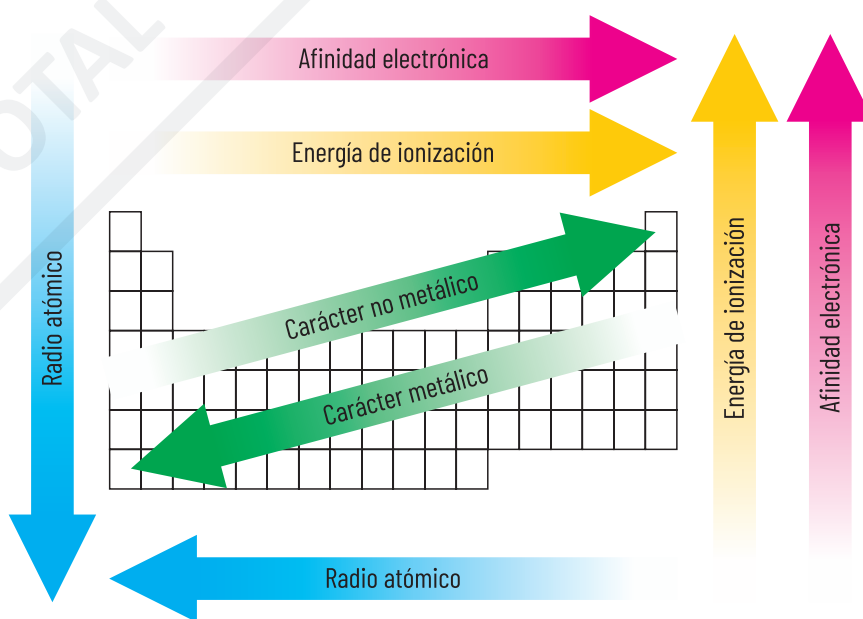 OTAL
Afinidad electrónica
Energía de ionización
Radio atómico
Carácter no metálico
Carácter metálico
Energía de ionización
Afinidad electrónica
Radio atómico